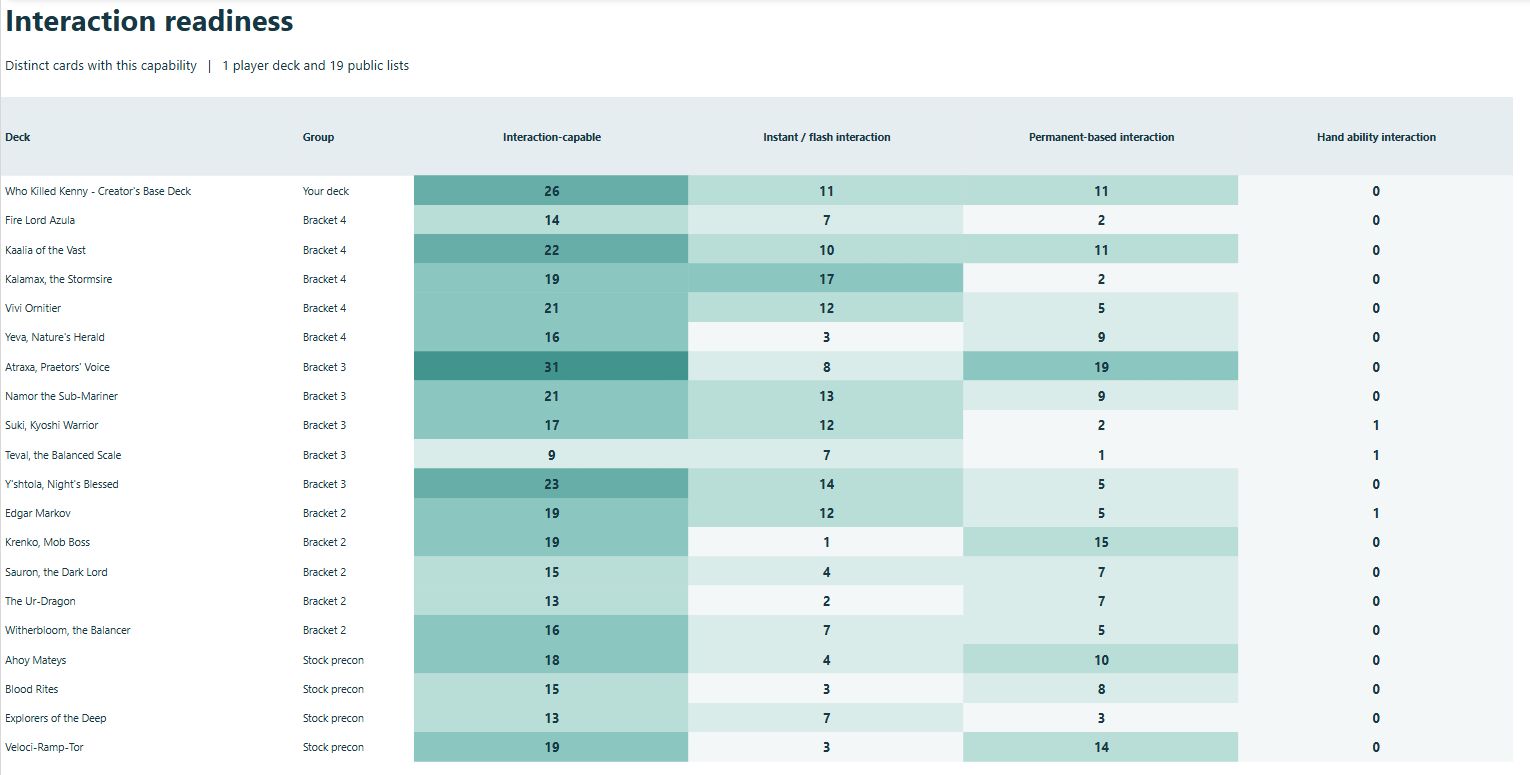 Interaction readiness
Distinct cards with this capability | 1 player deck and 19 public lists
Deck Group Interaction-capable Instant / flash interaction Permanent-based interaction Hand ability interaction
Who Killed Kenny - Creator's Base Deck Your deck 26 11 11 0
Fire Lord Azula Bracket 4 14 7 2 0
Kaalia of the Vast Bracket 4 22 10 11 0
Kalamax, the Stormsire Bracket 4 19 17 2 0
Vivi Ornitier Bracket 4 21 12 5 0
Yeva, Nature's Herald Bracket 4 16 3 9 0
Atraxa, Praetors' Voice Bracket 3 31 8 19 0
Namor the Sub-Mariner Bracket 3 21 13 9 0
Suki, Kyoshi Warrior Bracket 3 17 12 2 1
Teval, the Balanced Scale Bracket 3 9 7 1 1
Y'shtola, Night's Blessed Bracket 3 23 14 5 0
Edgar Markov Bracket 2 19 12 5 1
Krenko, Mob Boss Bracket 2 19 1 15 0
Sauron, the Dark Lord Bracket 2 15 4 7 0
The Ur-Dragon Bracket 2 13 2 7 0
Witherbloom, the Balancer Bracket 2 16 7 5 0
Ahoy Mateys Stock precon 18 4 10 0
Blood Rites Stock precon 15 3 8 0
Explorers of the Deep Stock precon 13 7 3 0
Veloci-Ramp-Tor Stock precon 19 3 14 0